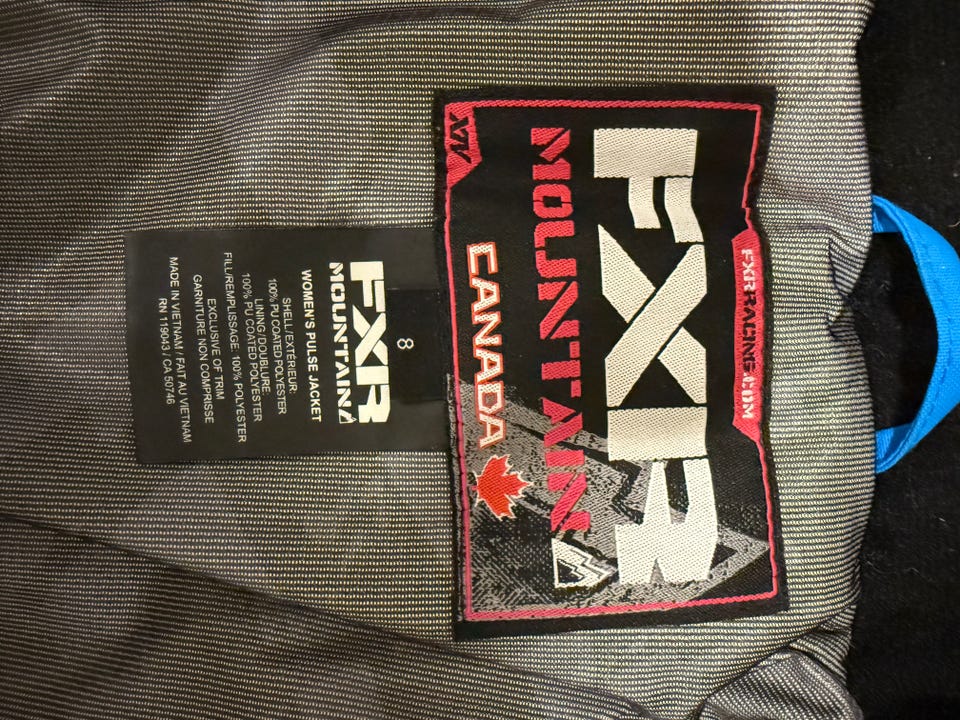 FXRRACING.COM
FXR
MOUNTAIN
CANADA
8
FXR
MOUNTAIN
WOMEN'S PULSE JACKET
SHELL/EXTÉRIEUR:
100% PU COATED POLYESTER
LINING/DOUBLURE:
100% PU COATED POLYESTER
FILL/REMPLISSAGE: 100% POLYESTER
EXCLUSIVE OF TRIM
GARNITURE NON COMPRISSE
MADE IN VIETNAM / FAIT AU VIETNAM
RN 119043 / CA 50746